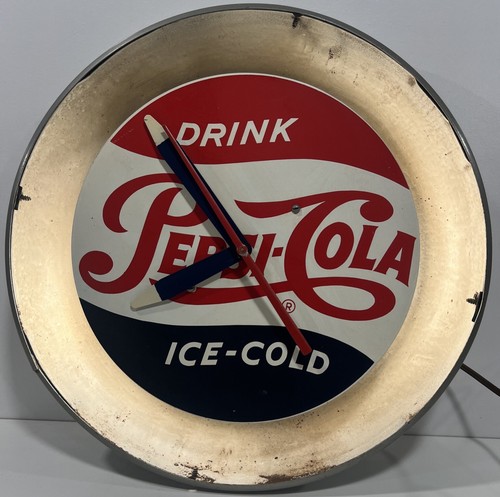 DRINK
PEPSI-COLA
®
ICE-COLD